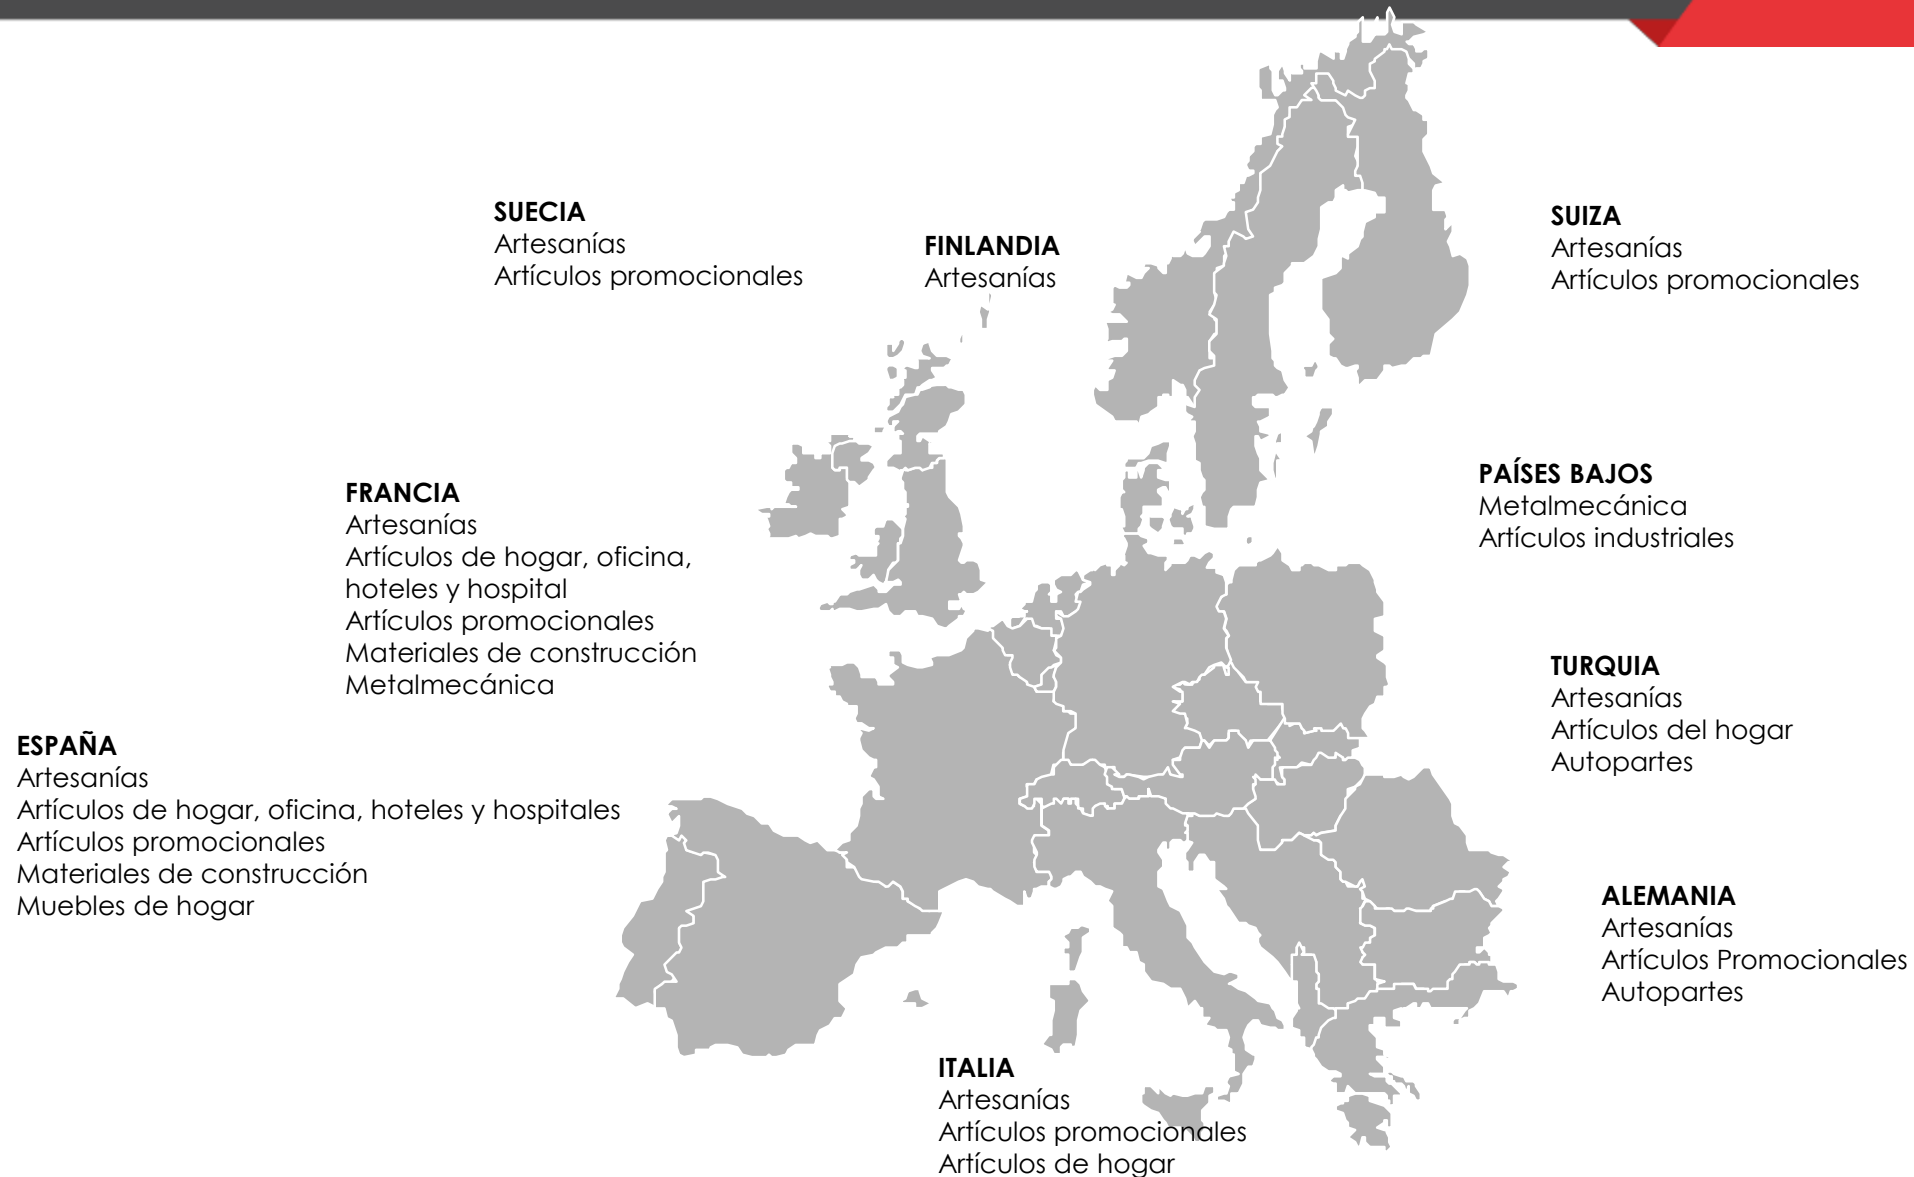 SUECIA
Artesanías
Artículos promocionales
FINLANDIA
Artesanías
SUIZA
Artesanías
Artículos promocionales
FRANCIA
Artesanías
Artículos de hogar, oficina,
hoteles y hospital
Artículos promocionales
Materiales de construcción
Metalmecánica
PAÍSES BAJOS
Metalmecánica
Artículos industriales
TURQUIA
Artesanías
Artículos del hogar
Autopartes
ESPAÑA
Artesanías
Artículos de hogar, oficina, hoteles y hospitales
Artículos promocionales
Materiales de construcción
Muebles de hogar
ALEMANIA
Artesanías
Artículos Promocionales
Autopartes
ITALIA
Artesanías
Artículos promocionales
Artículos de hogar